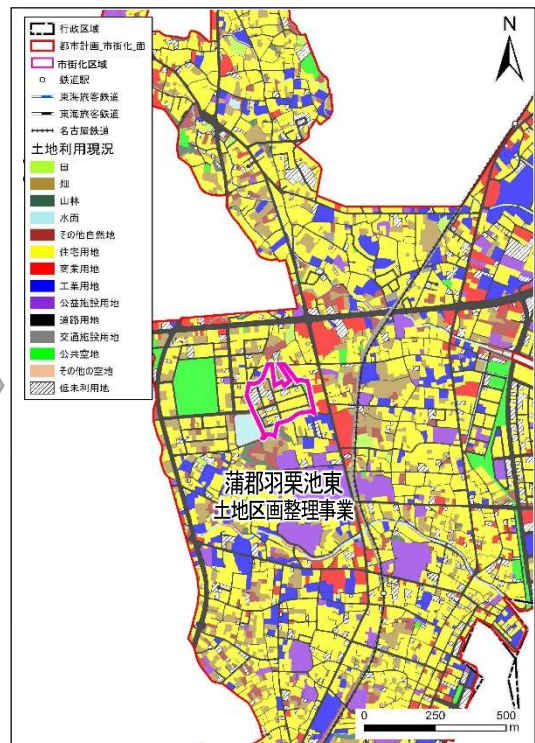 行政区域
都市計画_市街化_面
市街化区域
鉄道駅
東海旅客鉄道
東海旅客鉄道
名古屋鉄道
土地利用現況
田
畑
山林
水面
その他自然地
住宅用地
商業用地
工業用地
公益施設用地
道路用地
交通施設用地
公共空地
その他の空地
低未利用地
N
蒲郡羽栗池東
土地区画整理事業
0 250 500
m